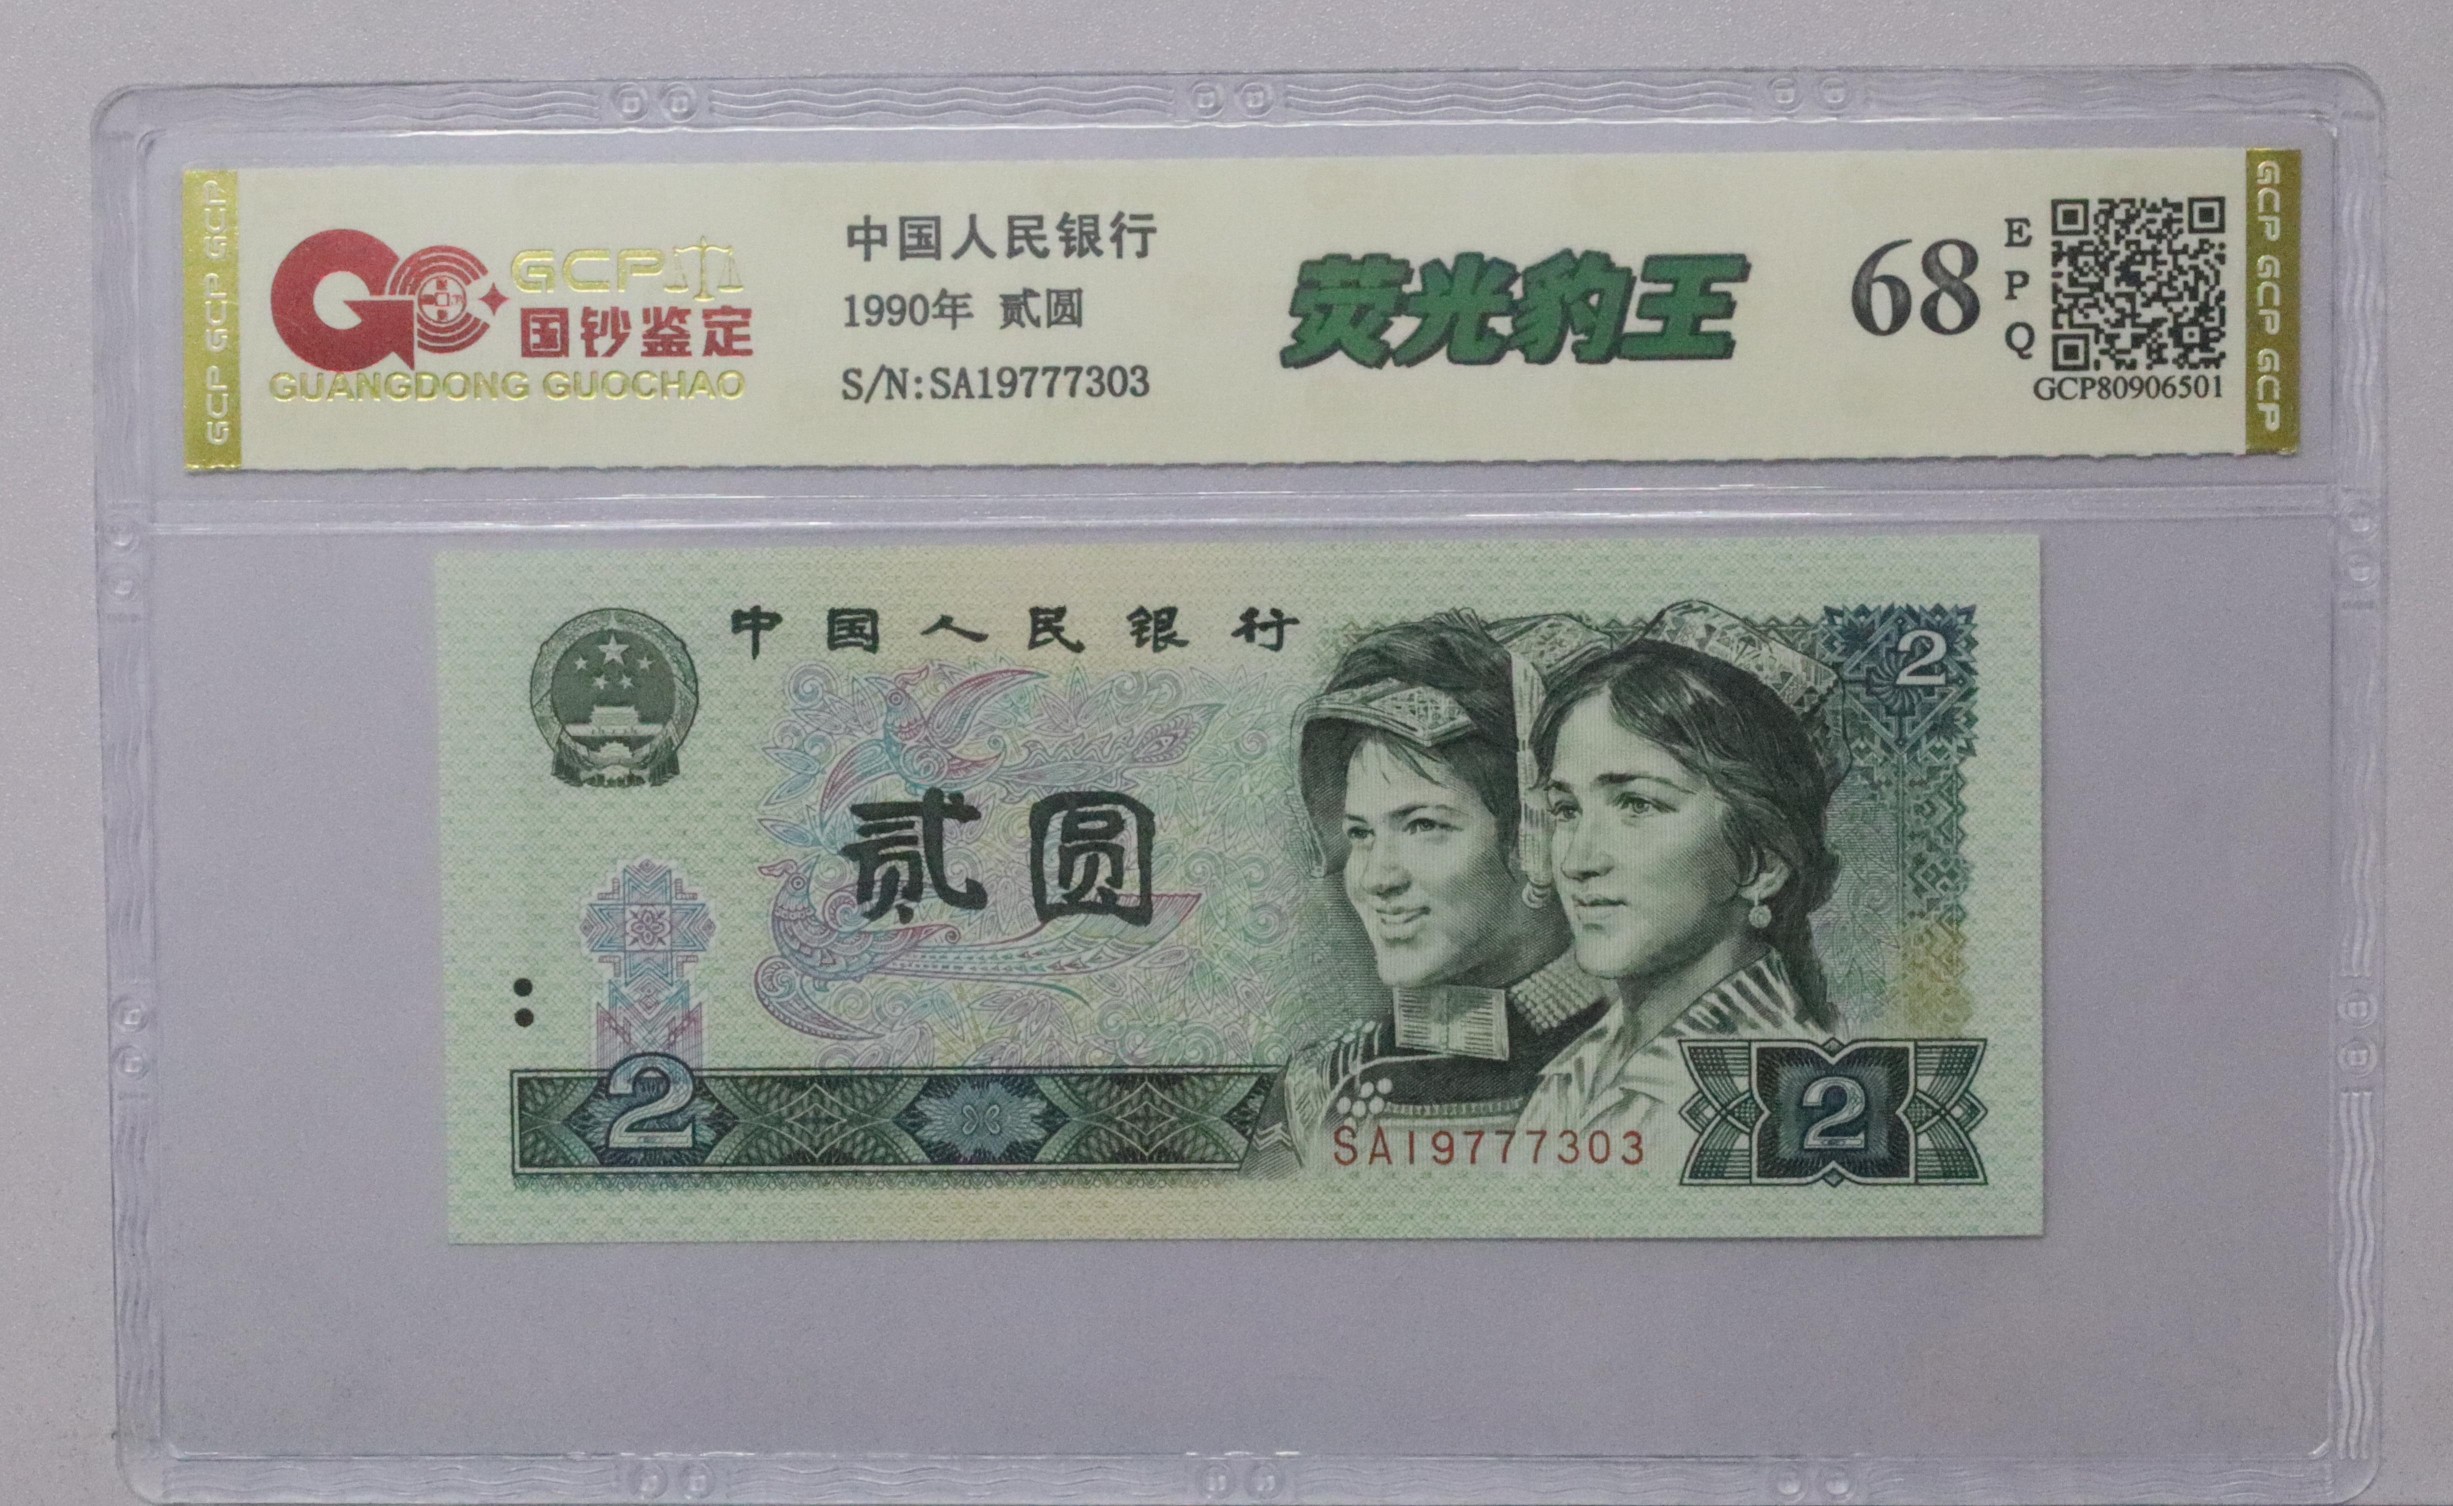 GCP GCP GCP
GCP
国钞鉴定
GUANGDONG GUOCHAO
中国人民银行
1990年 贰圆
S/N:SA19777303
荧光豹王
68
EPQ
GCP80906501
GCP GCP GCP
中国人民银行
2
贰圆
2
SA19777303
2